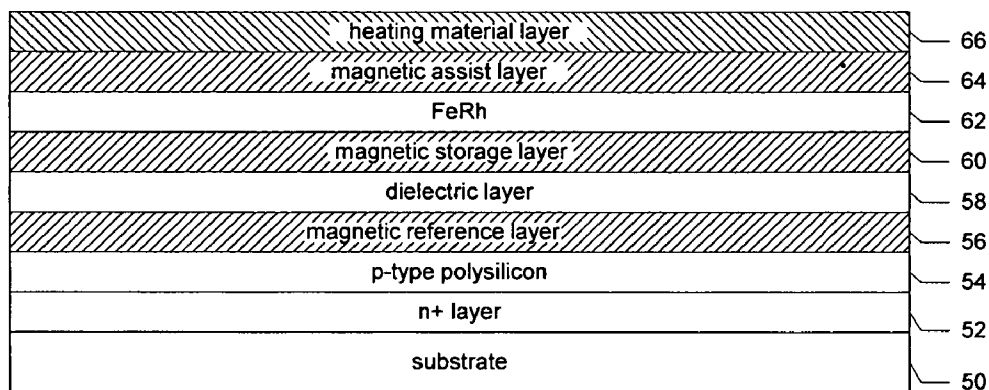 heating material layer 66
magnetic assist layer 64
FeRh 62
magnetic storage layer 60
dielectric layer 58
magnetic reference layer 56
p-type polysilicon 54
n+ layer 52
substrate 50